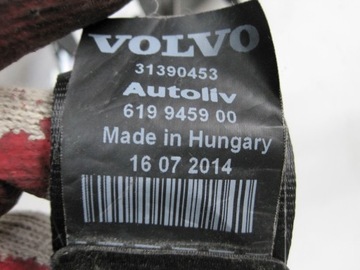 VOLVO
31390453
Autoliv
619 9459 00
Made in Hungary
16 07 2014